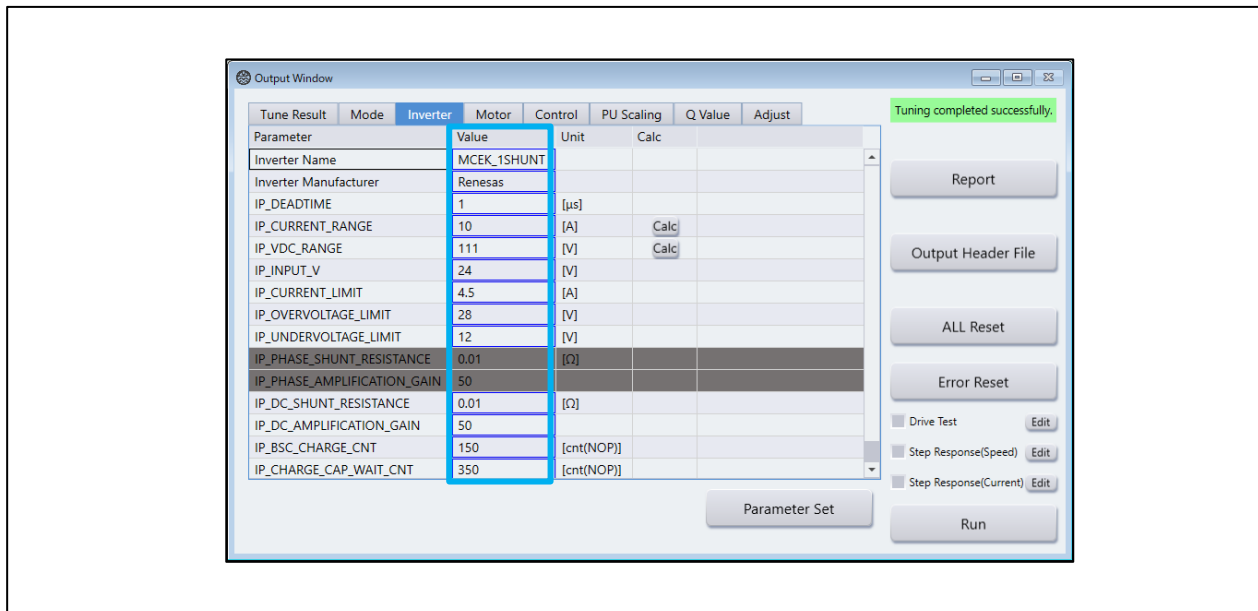 Output Window
Tune Result Mode Inverter Motor Control PU Scaling Q Value Adjust
Tuning completed successfully.
Parameter Value Unit Calc
Inverter Name MCEK_1SHUNT
Inverter Manufacturer Renesas
IP_DEADTIME 1 [µs]
IP_CURRENT_RANGE 10 [A] Calc
IP_VDC_RANGE 111 [V] Calc
IP_INPUT_V 24 [V]
IP_CURRENT_LIMIT 4.5 [A]
IP_OVERVOLTAGE_LIMIT 28 [V]
IP_UNDERVOLTAGE_LIMIT 12 [V]
IP_PHASE_SHUNT_RESISTANCE 0.01 [Ω]
IP_PHASE_AMPLIFICATION_GAIN 50
IP_DC_SHUNT_RESISTANCE 0.01 [Ω]
IP_DC_AMPLIFICATION_GAIN 50
IP_BSC_CHARGE_CNT 150 [cnt(NOP)]
IP_CHARGE_CAP_WAIT_CNT 350 [cnt(NOP)]
Parameter Set
Report
Output Header File
ALL Reset
Error Reset
Drive Test Edit
Step Response(Speed) Edit
Step Response(Current) Edit
Run